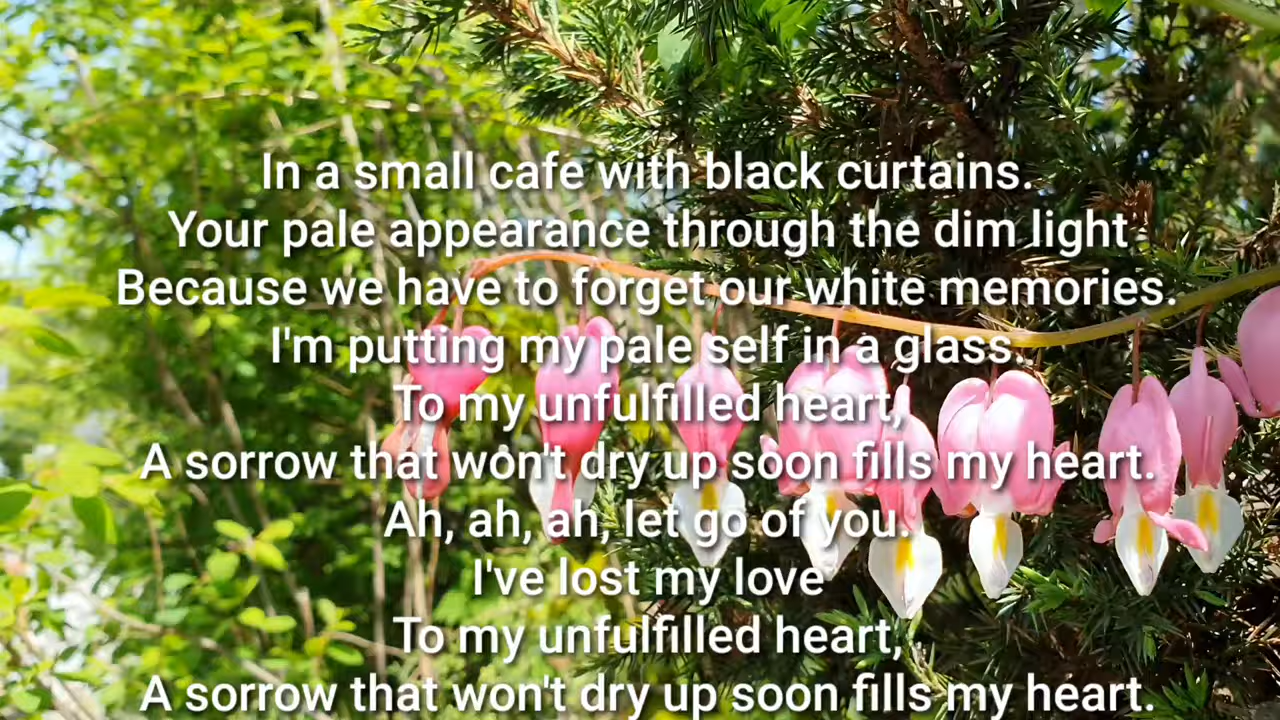 In a small cafe with black curtains.
Your pale appearance through the dim light
Because we have to forget our white memories.
I'm putting my pale self in a glass.
To my unfulfilled heart,
A sorrow that won't dry up soon fills my heart.
Ah, ah, ah, let go of you.
I've lost my love
To my unfulfilled heart,
A sorrow that won't dry up soon fills my heart.